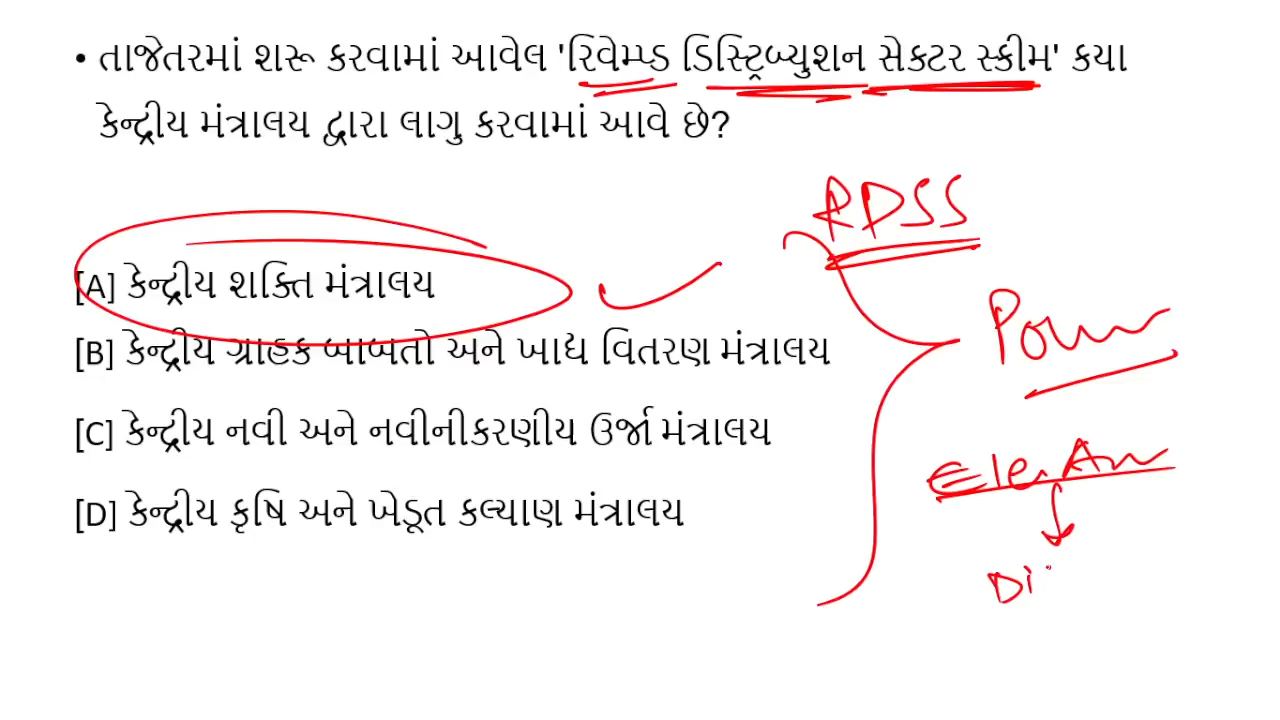 • તાજેતરમાં શરૂ કરવામાં આવેલ 'રિવેમ્પ્ડ ડિસ્ટ્રિબ્યુશન સેક્ટર સ્કીમ' કયા
કેન્દ્રીય મંત્રાલય દ્વારા લાગુ કરવામાં આવે છે?
RDSS
[A] કેન્દ્રીય શક્તિ મંત્રાલય
[B] કેન્દ્રીય ગ્રાહક બાબતો અને ખાદ્ય વિતરણ મંત્રાલય
[C] કેન્દ્રીય નવી અને નવીનીકરણીય ઉર્જા મંત્રાલય
[D] કેન્દ્રીય કૃષિ અને ખેડૂત કલ્યાણ મંત્રાલય
Di